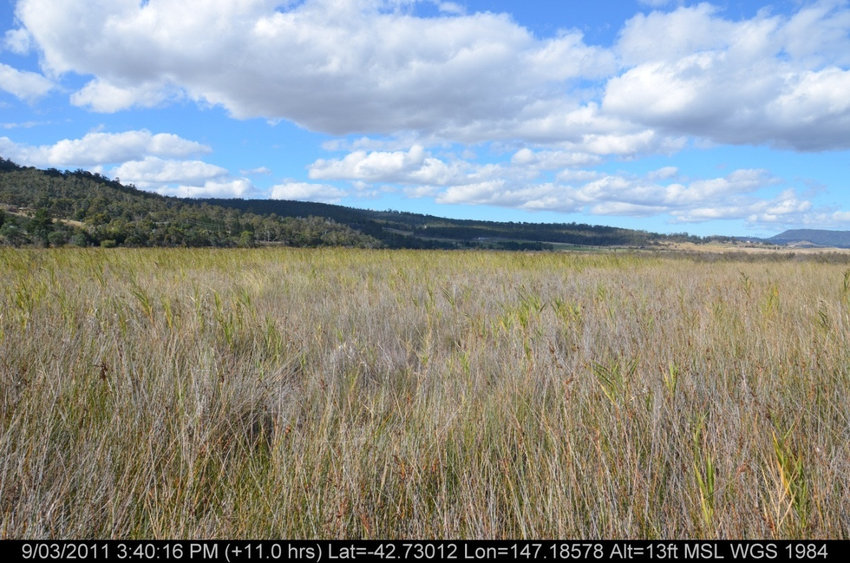 9/03/2011 3:40:16 PM (+11.0 hrs) Lat=-42.73012 Lon=147.18578 Alt=13ft MSL WGS 1984